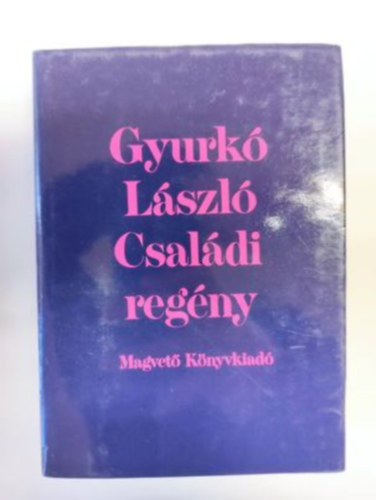 Gyurkó
László
Családi
regény
Magvető Könyvkiadó